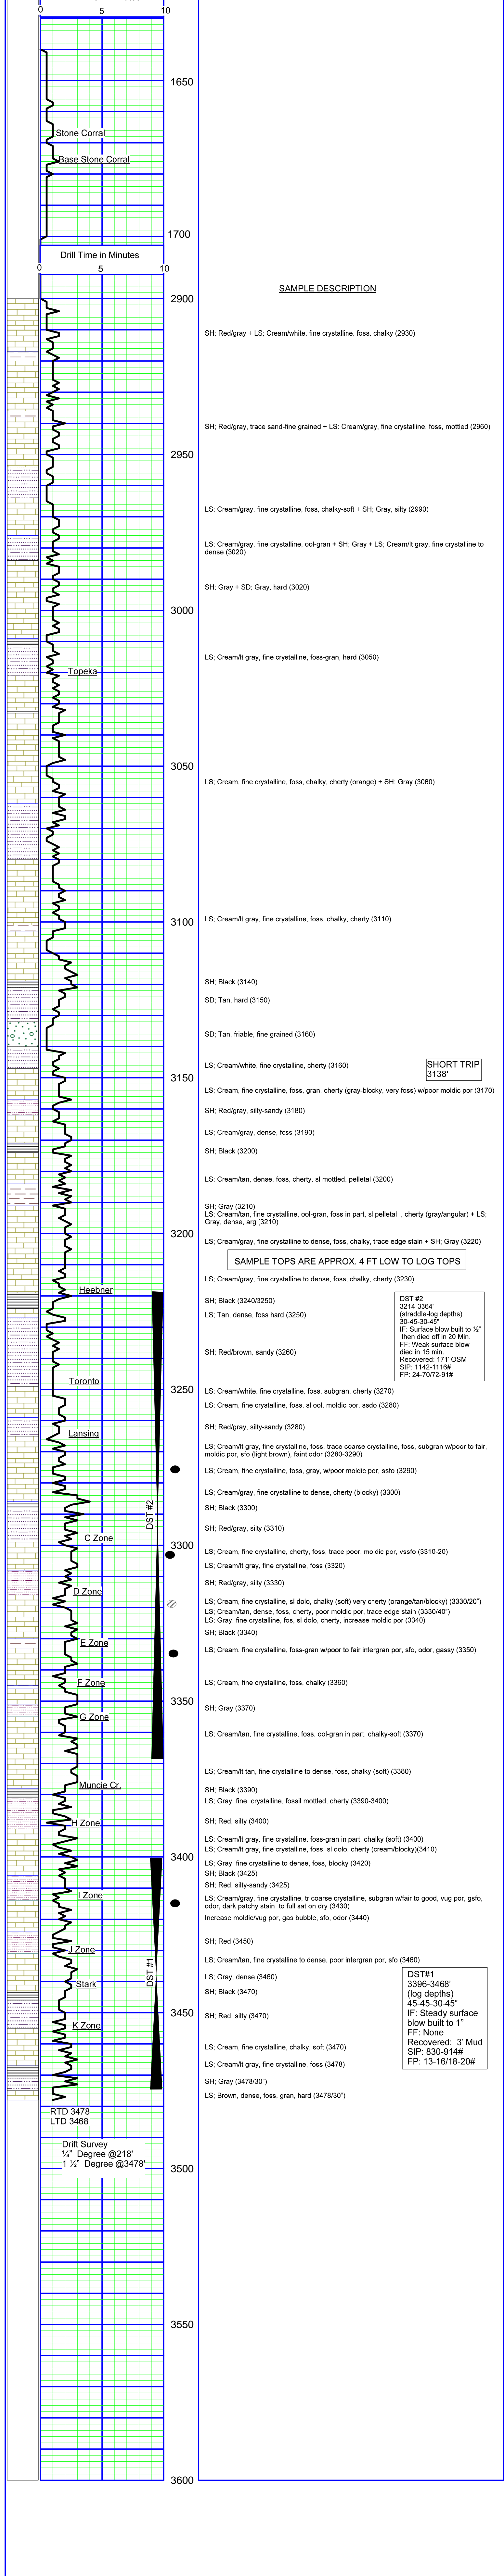 Drill Time in Minutes
0 5 10
1650
Stone Corral
Base Stone Corral
1700
Drill Time in Minutes
0 5 10
SAMPLE DESCRIPTION
2900
SH; Red/gray + LS; Cream/white, fine crystalline, foss, chalky (2930)
SH; Red/gray, trace sand-fine grained + LS: Cream/gray, fine crystalline, foss, mottled (2960)
2950
LS; Cream/gray, fine crystalline, foss, chalky-soft + SH; Gray, silty (2990)
LS; Cream/gray, fine crystalline, ool-gran + SH; Gray + LS; Cream/lt gray, fine crystalline to
dense (3020)
SH; Gray + SD; Gray, hard (3020)
3000
LS; Cream/lt gray, fine crystalline, foss-gran, hard (3050)
Topeka
3050
LS; Cream, fine crystalline, foss, chalky, cherty (orange) + SH; Gray (3080)
LS; Cream/lt gray, fine crystalline, foss, chalky, cherty (3110)
3100
SH; Black (3140)
SD; Tan, hard (3150)
SD; Tan, friable, fine grained (3160)
LS; Cream/white, fine crystalline, cherty (3160)
SHORT TRIP
3138'
3150
LS; Cream, fine crystalline, foss, gran, cherty (gray-blocky, very foss) w/poor moldic por (3170)
SH; Red/gray, silty-sandy (3180)
LS; Cream/gray, dense, foss (3190)
SH; Black (3200)
LS; Cream/tan, dense, foss, cherty, sl mottled, pelletal (3200)
SH; Gray (3210)
LS; Cream/tan, fine crystalline, ool-gran, foss in part, sl pelletal , cherty (gray/angular) + LS;
Gray, dense, arg (3210)
3200
LS; Cream/gray, fine crystalline to dense, foss, chalky, trace edge stain + SH; Gray (3220)
SAMPLE TOPS ARE APPROX. 4 FT LOW TO LOG TOPS
LS; Cream/gray, fine crystalline to dense, foss, chalky, cherty (3230)
Heebner
SH; Black (3240/3250)
LS; Tan, dense, foss hard (3250)
DST #2
3214-3364'
(straddle-log depths)
30-45-30-45"
IF: Surface blow built to ½"
then died off in 20 Min.
FF: Weak surface blow
died in 15 min.
Recovered: 171' OSM
SIP: 1142-1116#
FP: 24-70/72-91#
SH; Red/brown, sandy (3260)
Toronto
3250
LS; Cream/white, fine crystalline, foss, subgran, cherty (3270)
LS; Cream, fine crystalline, foss, sl ool, moldic por, ssdo (3280)
SH; Red/gray, silty-sandy (3280)
Lansing
LS; Cream/lt gray, fine crystalline, foss, trace coarse crystalline, foss, subgran w/poor to fair,
moldic por, sfo (light brown), faint odor (3280-3290)
LS; Cream, fine crystalline, foss, gray, w/poor moldic por, ssfo (3290)
LS; Cream/gray, fine crystalline to dense, cherty (blocky) (3300)
SH; Black (3300)
DST #2
SH; Red/gray, silty (3310)
C Zone
3300
LS; Cream, fine crystalline, cherty, foss, trace poor, moldic por, vssfo (3310-20)
LS; Cream/lt gray, fine crystalline, foss (3320)
SH; Red/gray, silty (3330)
D Zone
LS; Cream, fine crystalline, sl dolo, chalky (soft) very cherty (orange/tan/blocky) (3330/20")
LS; Cream/tan, dense, foss, cherty, poor moldic por, trace edge stain (3330/40")
LS; Gray, fine crystalline, fos, sl dolo, cherty, increase moldic por (3340)
SH; Black (3340)
E Zone
LS; Cream, fine crystalline, foss-gran w/poor to fair intergran por, sfo, odor, gassy (3350)
F Zone
LS; Cream, fine crystalline, foss, chalky (3360)
3350
SH; Gray (3370)
G Zone
LS; Cream/tan, fine crystalline, foss, ool-gran in part, chalky-soft (3370)
LS; Cream/lt tan, fine crystalline to dense, foss, chalky (soft) (3380)
Muncie Cr.
SH; Black (3390)
LS; Gray, fine crystalline, fossil mottled, cherty (3390-3400)
SH; Red, silty (3400)
H Zone
LS; Cream/lt gray, fine crystalline, foss-gran in part, chalky (soft) (3400)
LS; Cream/lt gray, fine crystalline, foss, sl dolo, cherty (cream/blocky)(3410)
3400
LS; Gray, fine crystalline to dense, foss, blocky (3420)
SH; Black (3425)
SH; Red, silty-sandy (3425)
I Zone
LS; Cream/gray, fine crystalline, tr coarse crystalline, subgran w/fair to good, vug por, gsfo,
odor, dark patchy stain to full sat on dry (3430)
Increase moldic/vug por, gas bubble, sfo, odor (3440)
SH; Red (3450)
J Zone
LS; Cream/tan, fine crystalline to dense, poor intergran por, sfo (3460)
LS; Gray, dense (3460)
DST #1
Stark
SH; Black (3470)
DST#1
3396-3468'
(log depths)
45-45-30-45"
IF: Steady surface
blow built to 1"
FF: None
Recovered: 3' Mud
SIP: 830-914#
FP: 13-16/18-20#
3450
SH; Red, silty (3470)
K Zone
LS; Cream, fine crystalline, chalky, soft (3470)
LS; Cream/lt gray, fine crystalline, foss (3478)
SH; Gray (3478/30")
LS; Brown, dense, foss, gran, hard (3478/30")
RTD 3478
LTD 3468
Drift Survey
¼" Degree @218'
1 ½" Degree @3478'
3500
3550
3600